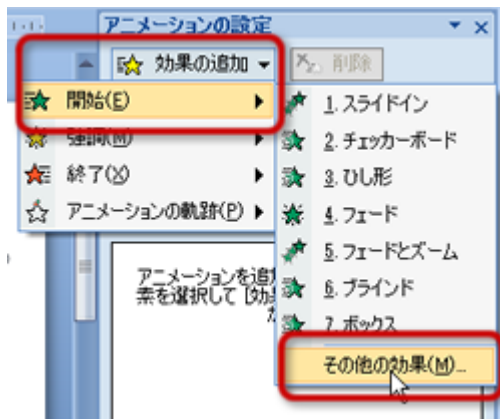 アニメーションの設定
効果の追加
削除
開始(E)
強調(M)
終了(X)
アニメーションの軌跡(P)
1. スライドイン
2. チェッカーボード
3. ひし形
4. フェード
5. フェードとズーム
6. ブラインド
7. ボックス
その他の効果(M)...
アニメーションを追
素を選択して [効